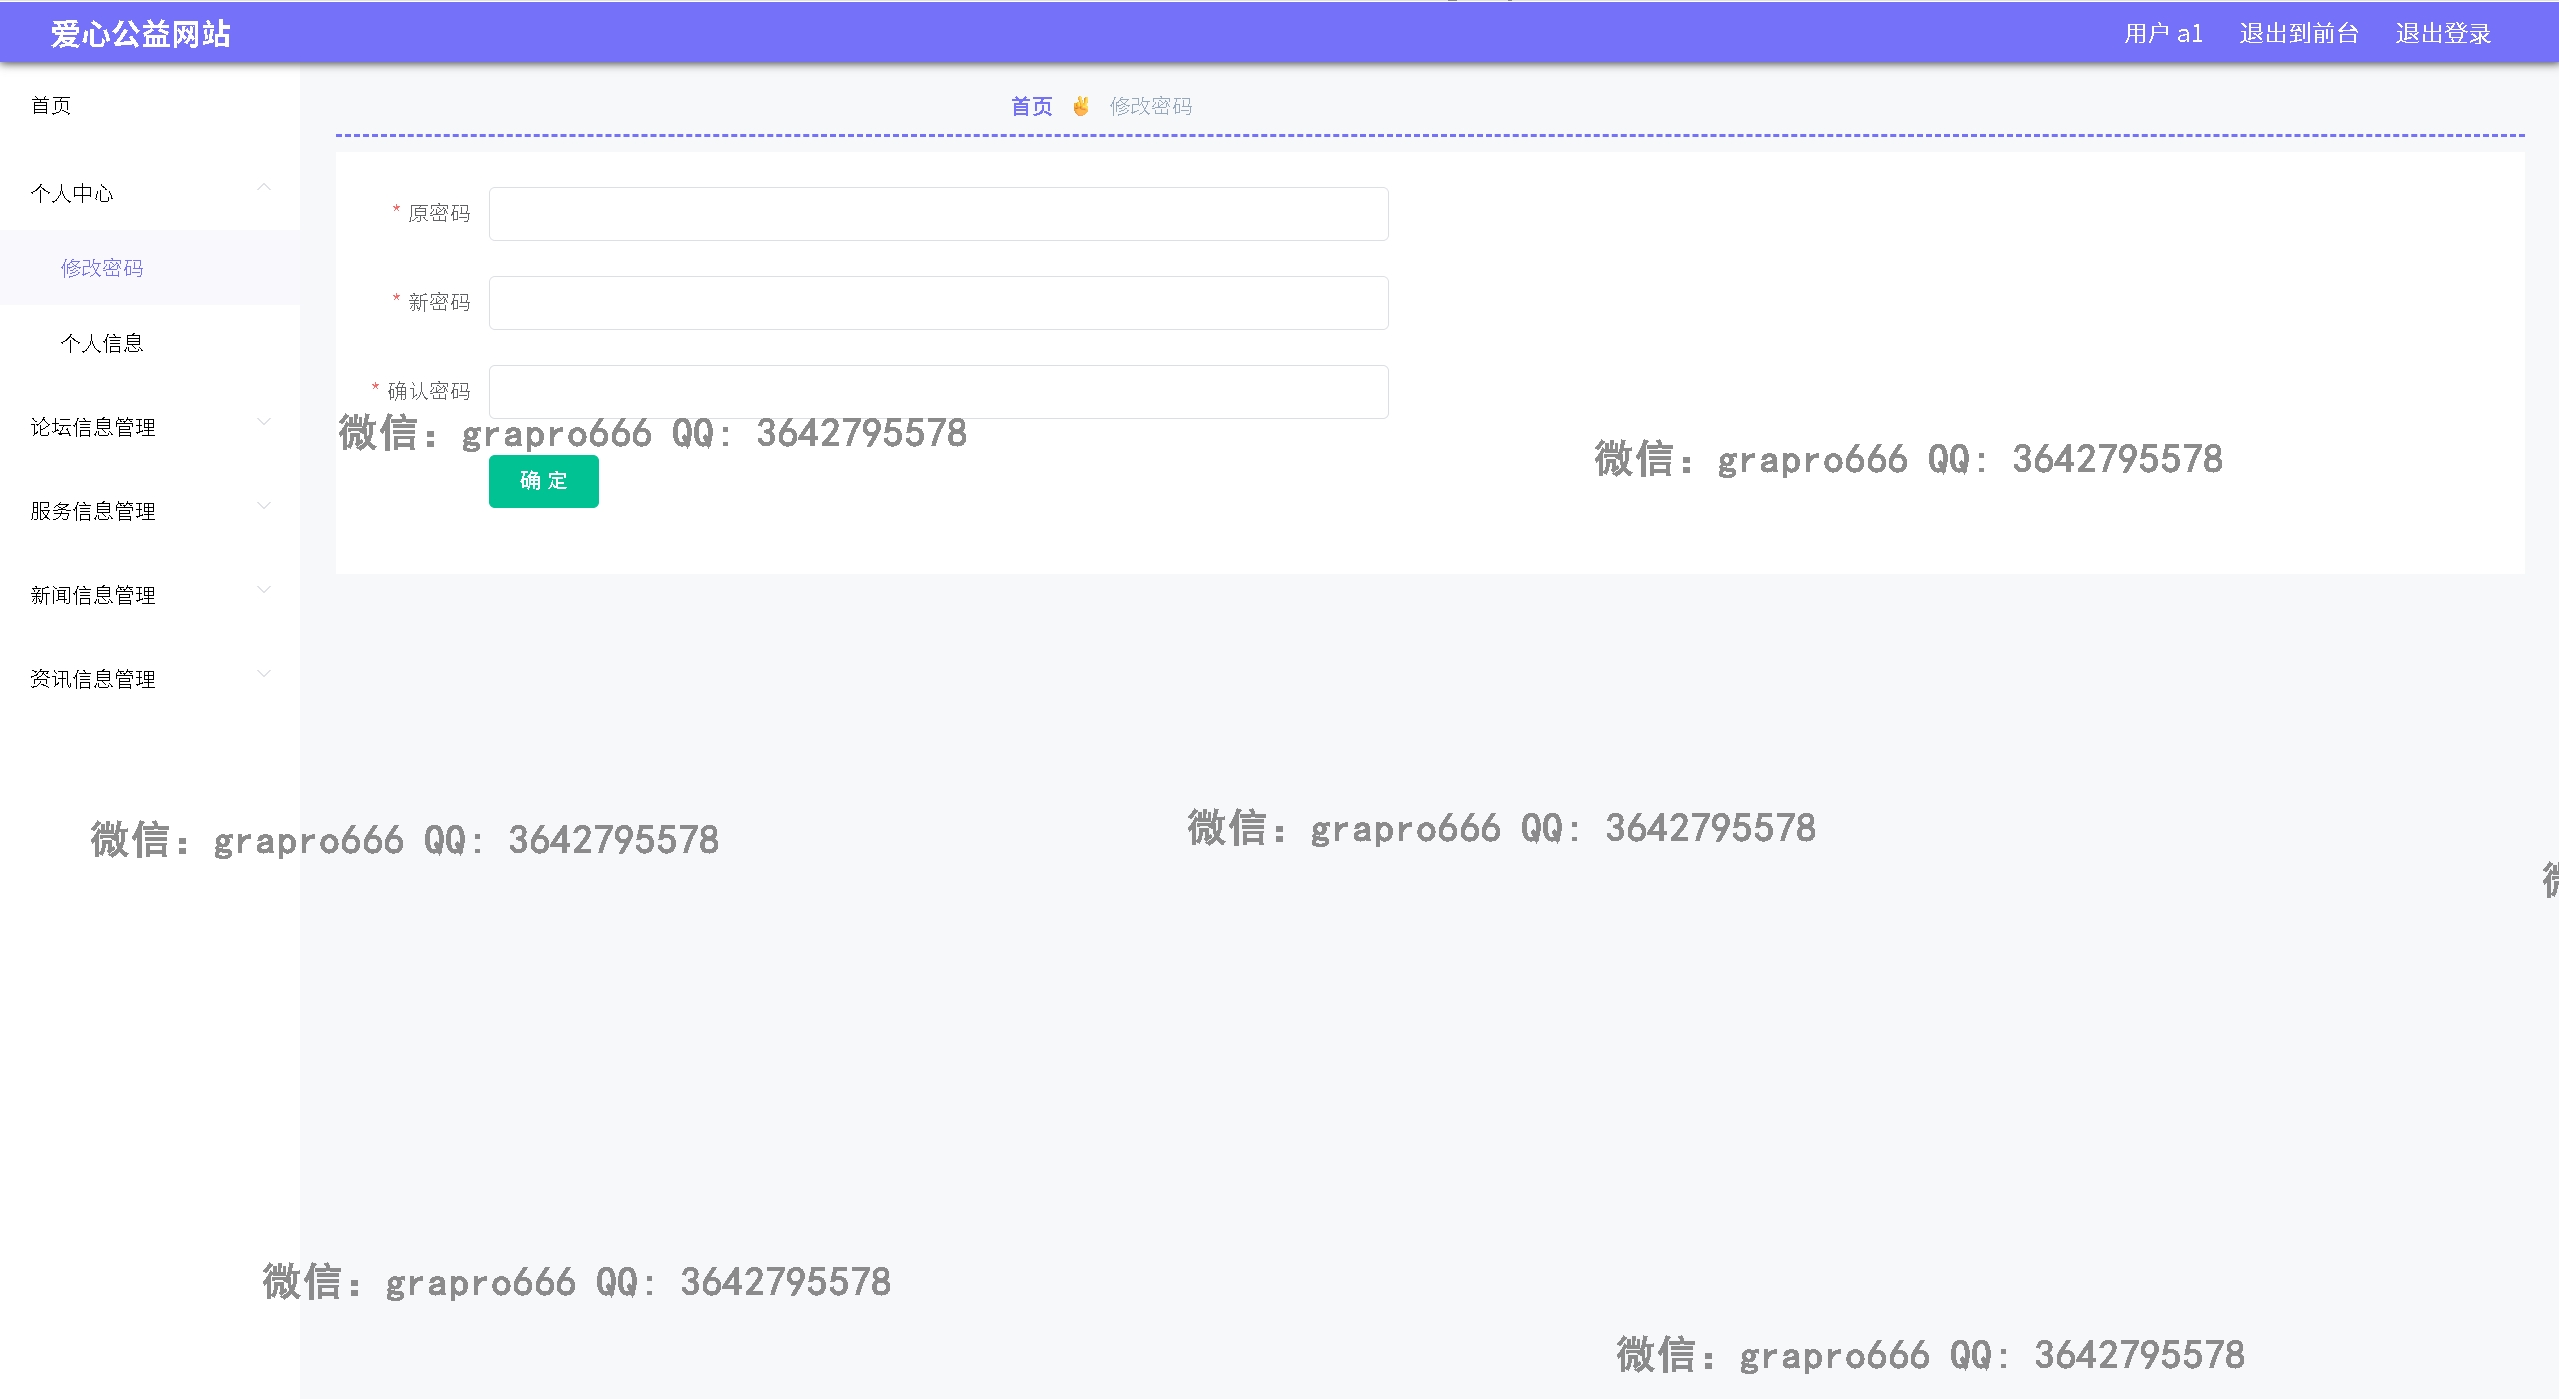 爱心公益网站
用户 a1 退出到前台 退出登录
首页
个人中心
修改密码
个人信息
论坛信息管理
服务信息管理
新闻信息管理
资讯信息管理
首页 ✌ 修改密码
* 原密码
* 新密码
* 确认密码
确 定
微信：grapro666 QQ: 3642795578
微信：grapro666 QQ: 3642795578
微信：grapro666 QQ: 3642795578
微信：grapro666 QQ: 3642795578
微信：grapro666 QQ: 3642795578
微信：grapro666 QQ: 3642795578